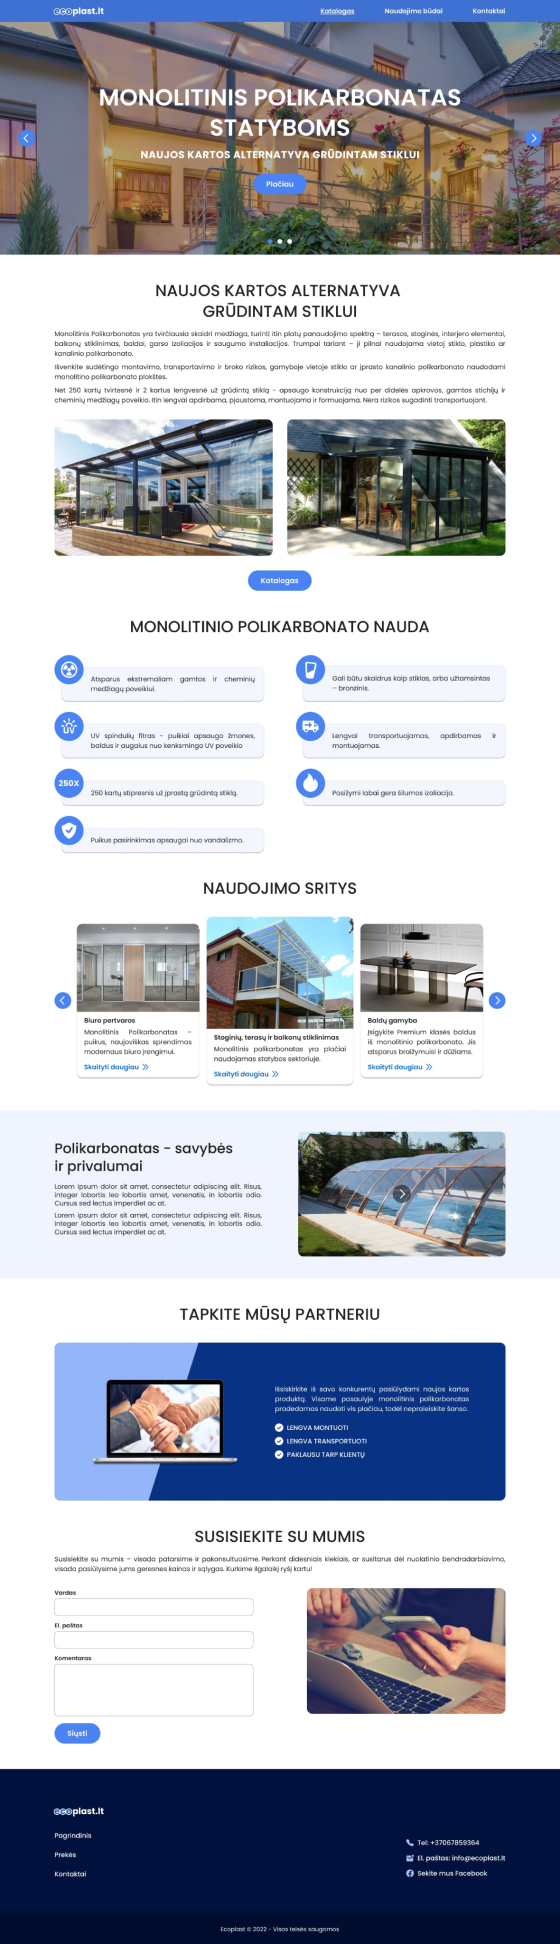 ecoplast.lt
Katalogas
Naudojimo būdai
Kontaktai
MONOLITINIS POLIKARBONATAS
STATYBOMS
NAUJOS KARTOS ALTERNATYVA GRŪDINTAM STIKLUI
Plačiau
NAUJOS KARTOS ALTERNATYVA
GRŪDINTAM STIKLUI
Monolitinis Polikarbonatas yra tvirčiausia skaidri medžiaga, turinti itin platų panaudojimo spektrą – terasos, stoginės, interjero elementai,
balkonų stiklinimas, baldai, garso izoliacijos ir saugumo instaliacijos. Trumpai tariant – ji pilnai naudojama vietoj stiklo, plastiko ar
kanalinio polikarbonato.
Išvenkite sudėtingo montavimo, transportavimo ir broko rizikos, gamyboje vietoje stiklo ar įprasto kanalinio polikarbonato naudodami
monolitino polikarbonato plokštes.
Net 250 kartų tvirtesnė ir 2 kartus lengvesnė už grūdintą stiklą - apsaugo konstrukciją nuo per didelės apkrovos, gamtos stichijų ir
cheminių medžiagų poveikio. Itin lengvai apdirbama, pjaustoma, montuojama ir formuojama. Nėra rizikos sugadinti transportuojant.
Katalogas
MONOLITINIO POLIKARBONATO NAUDA
Atsparus ekstremaliam gamtos ir cheminių
medžiagų poveikiui.
Gali būtu skaidrus kaip stiklas, arba užtamsintas
– bronzinis.
UV spindulių fitras - puikiai apsaugo žmones,
baldus ir augalus nuo kenksmingo UV poveikio
Lengvai transportuojamas, apdirbamas ir
montuojamas.
250X
250 kartų stipresnis už įprastą grūdintą stiklą.
Pasižymi labai gera šilumos izoliacija.
Puikus pasirinkimas apsaugai nuo vandalizmo.
NAUDOJIMO SRITYS
Biuro pertvaros
Monolitinis Polikarbonatas –
puikus, naujoviškas sprendimas
modernaus biuro įrengimui.
Skaityti daugiau
Stoginių, terasų ir balkonų stiklinimas
Monolitinis polikarbonatas yra plačiai
naudojamas statybos sektoriuje.
Skaityti daugiau
Baldų gamyba
Įsigykite Premium klasės baldus
iš monolitinio polikarbonato. Jis
atsparus braižymuisi ir dūžiams.
Skaityti daugiau
Polikarbonatas - savybės
ir privalumai
Lorem ipsum dolor sit amet, consectetur adipiscing elit. Risus,
integer lobortis leo lobortis amet, venenatis, in lobortis odio.
Cursus sed lectus imperdiet ac at.
Lorem ipsum dolor sit amet, consectetur adipiscing elit. Risus,
integer lobortis leo lobortis amet, venenatis, in lobortis odio.
Cursus sed lectus imperdiet ac at.
TAPKITE MŪSŲ PARTNERIU
Išsiskirkite iš savo konkurentų pasiūlydami naujos kartos
produktą. Visame pasaulyje monolitinis polikarbonatas
pradedamas naudoti vis plačiau, todėl nepraleiskite šanso.
LENGVA MONTUOTI
LENGVA TRANSPORTUOTI
PAKLAUSU TARP KLIENTŲ
SUSISIEKITE SU MUMIS
Susisiekite su mumis – visada patarsime ir pakonsultuosime. Perkant didesniais kiekiais, ar susitarus dėl nuolatinio bendradarbiavimo,
visada pasiūlysime jums geresnes kainas ir sąlygas. Kurkime ilgalaikį ryšį kartu!
Vardas
El. paštas
Komentaras
Siųsti
ecoplast.lt
Pagrindinis
Prekės
Kontaktai
Tel: +37067859364
El. paštas: info@ecoplast.lt
Sekite mus Facebook
Ecoplast © 2022 - Visos teisės saugomos